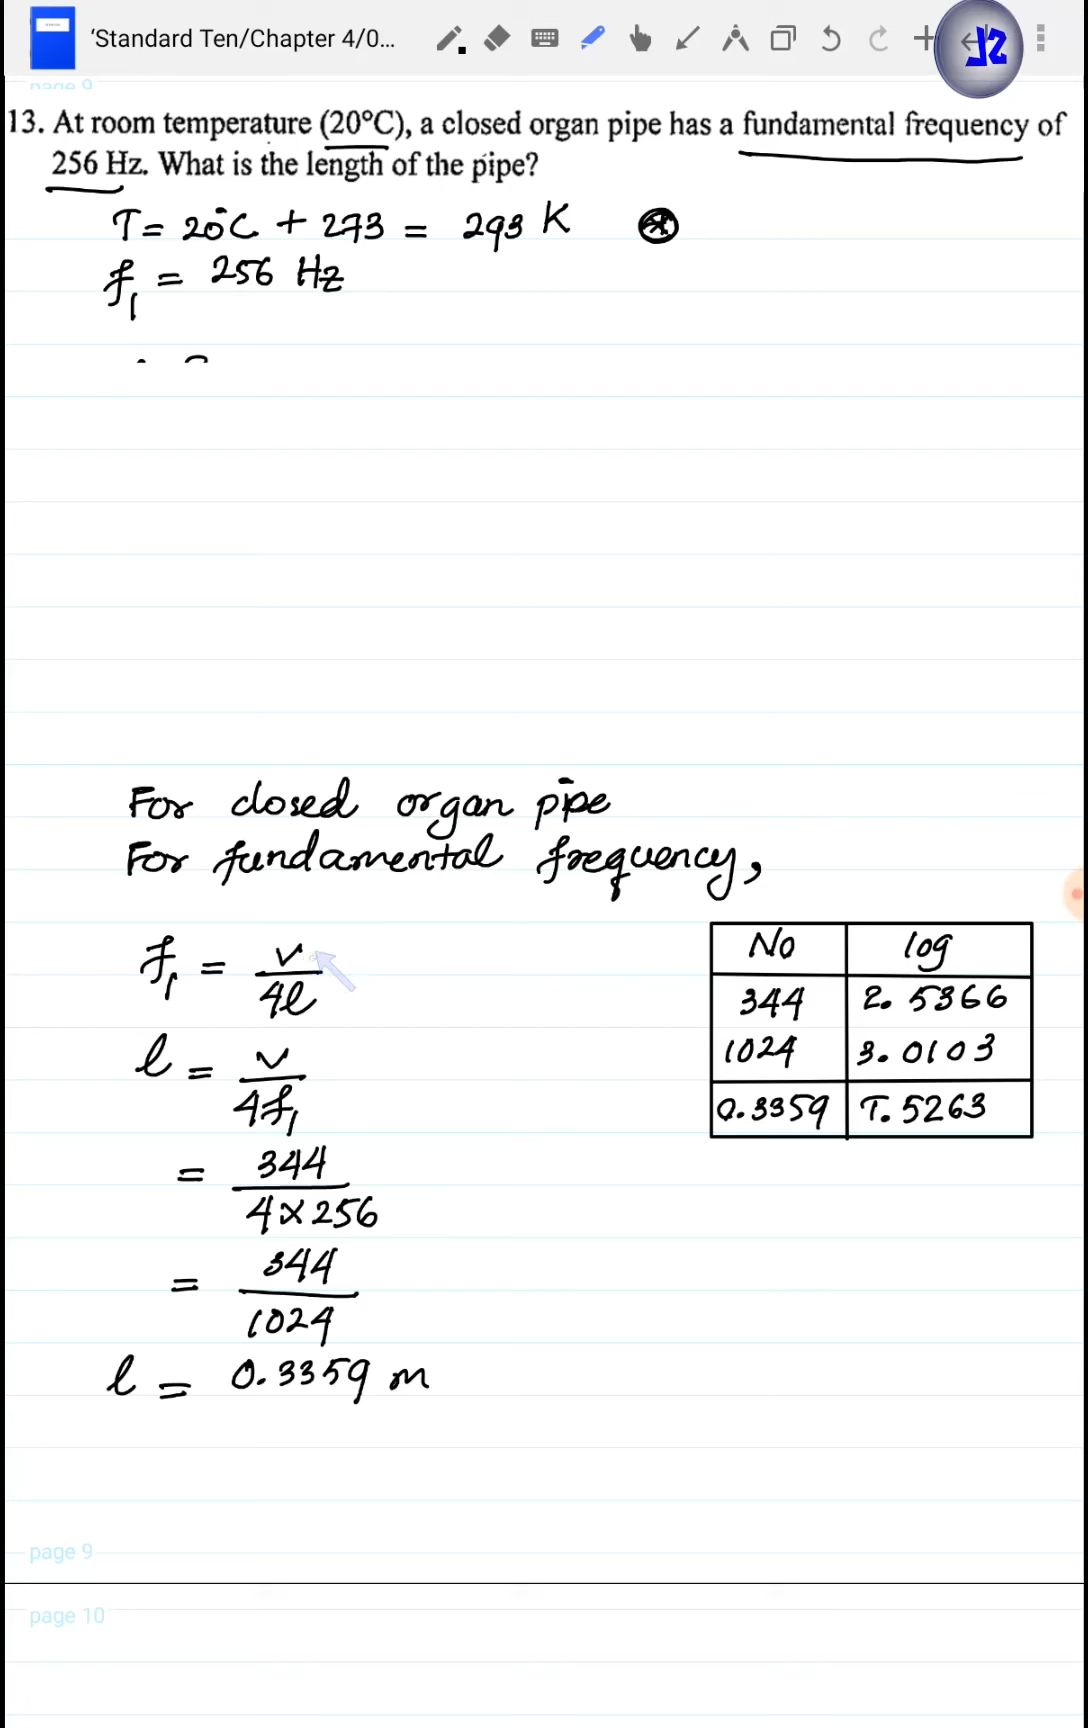 ‘Standard Ten/Chapter 4/0...
page 9
13. At room temperature (20°C), a closed organ pipe has a fundamental frequency of
256 Hz. What is the length of the pipe?
T = 20°C + 273 = 293 K
f₁ = 256 Hz
For closed organ pipe
For fundamental frequency,
f₁ = v/4l
l = v/4f₁
= 344/4×256
= 344/1024
l = 0.3359 m
No log
344 2.5366
1024 3.0103
0.3359 1̅.5263
page 9
page 10